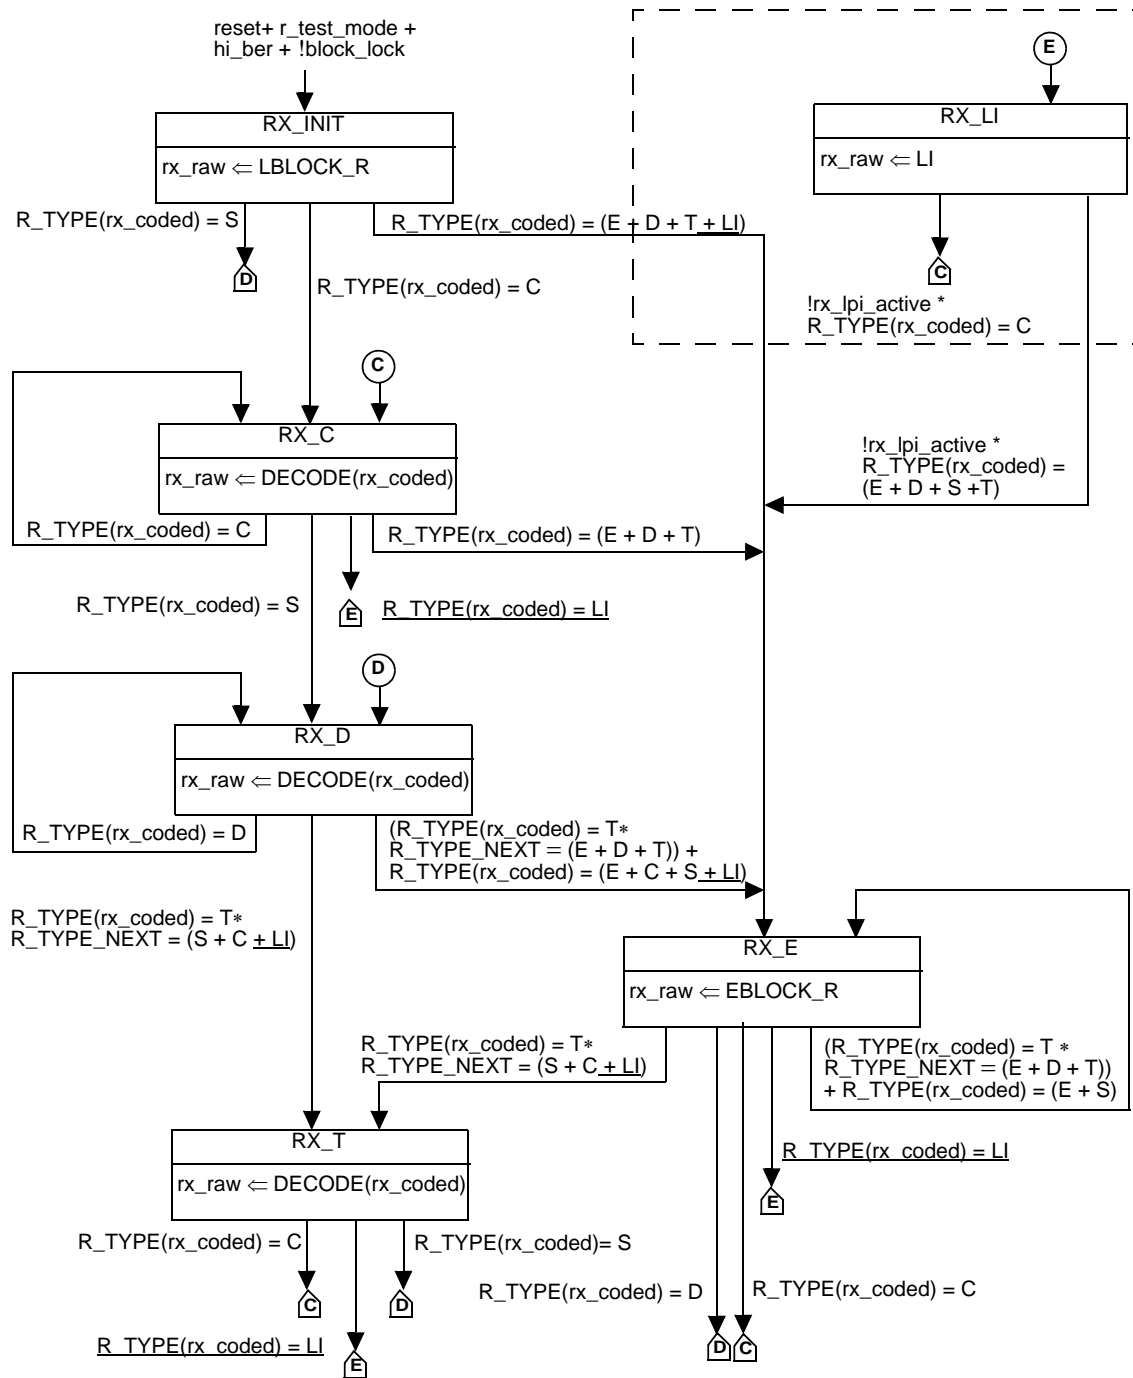 reset+ r_test_mode +
hi_ber + !block_lock
E
RX_INIT
rx_raw ⇐ LBLOCK_R
RX_LI
rx_raw ⇐ LI
R_TYPE(rx_coded) = S
R_TYPE(rx_coded) = (E + D + T + LI)
D
R_TYPE(rx_coded) = C
C
!rx_lpi_active *
R_TYPE(rx_coded) = C
C
RX_C
rx_raw ⇐ DECODE(rx_coded)
!rx_lpi_active *
R_TYPE(rx_coded) =
(E + D + S +T)
R_TYPE(rx_coded) = C
R_TYPE(rx_coded) = (E + D + T)
R_TYPE(rx_coded) = S
E
R_TYPE(rx_coded) = LI
D
RX_D
rx_raw ⇐ DECODE(rx_coded)
R_TYPE(rx_coded) = D
(R_TYPE(rx_coded) = T*
R_TYPE_NEXT = (E + D + T)) +
R_TYPE(rx_coded) = (E + C + S + LI)
R_TYPE(rx_coded) = T*
R_TYPE_NEXT = (S + C + LI)
RX_E
rx_raw ⇐ EBLOCK_R
R_TYPE(rx_coded) = T*
R_TYPE_NEXT = (S + C + LI)
(R_TYPE(rx_coded) = T *
R_TYPE_NEXT = (E + D + T))
+ R_TYPE(rx_coded) = (E + S)
RX_T
rx_raw ⇐ DECODE(rx_coded)
R_TYPE(rx_coded) = LI
E
R_TYPE(rx_coded) = C
R_TYPE(rx_coded)= S
C
D
R_TYPE(rx_coded) = D
R_TYPE(rx_coded) = C
R_TYPE(rx_coded) = LI
E
D
C